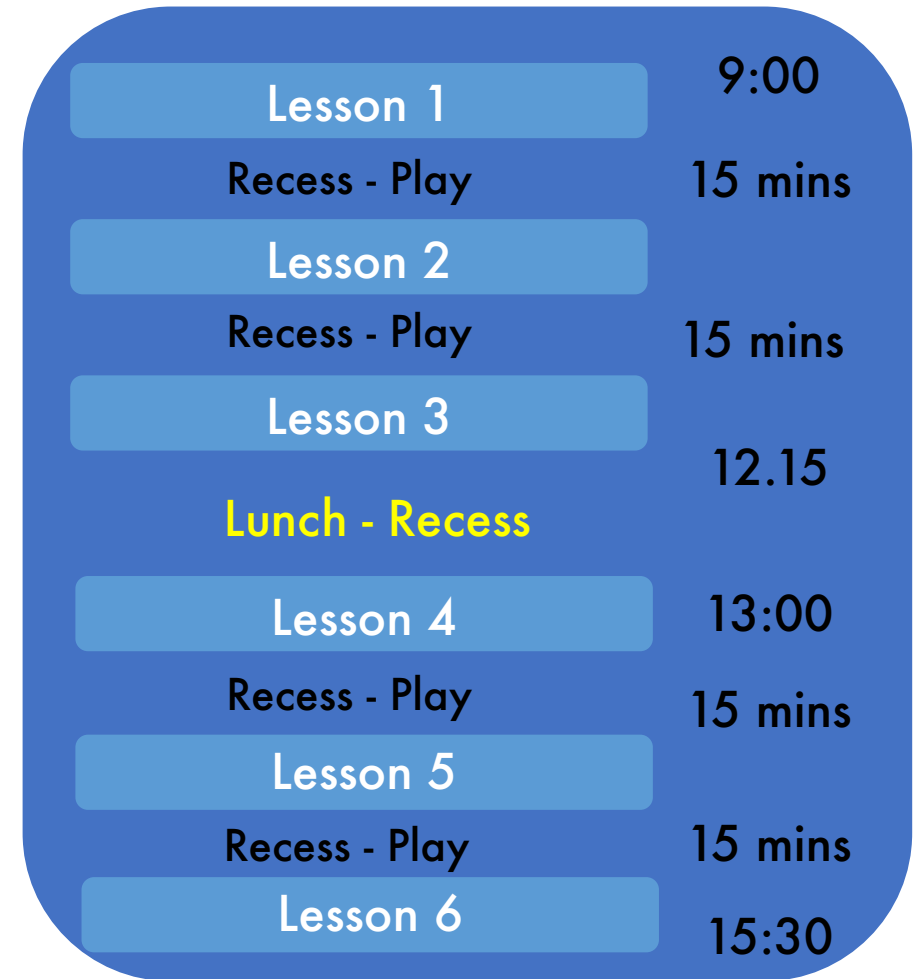 Lesson 1 9:00
Recess - Play 15 mins
Lesson 2
Recess - Play 15 mins
Lesson 3
12.15
Lunch - Recess
Lesson 4 13:00
Recess - Play 15 mins
Lesson 5
Recess - Play 15 mins
Lesson 6 15:30